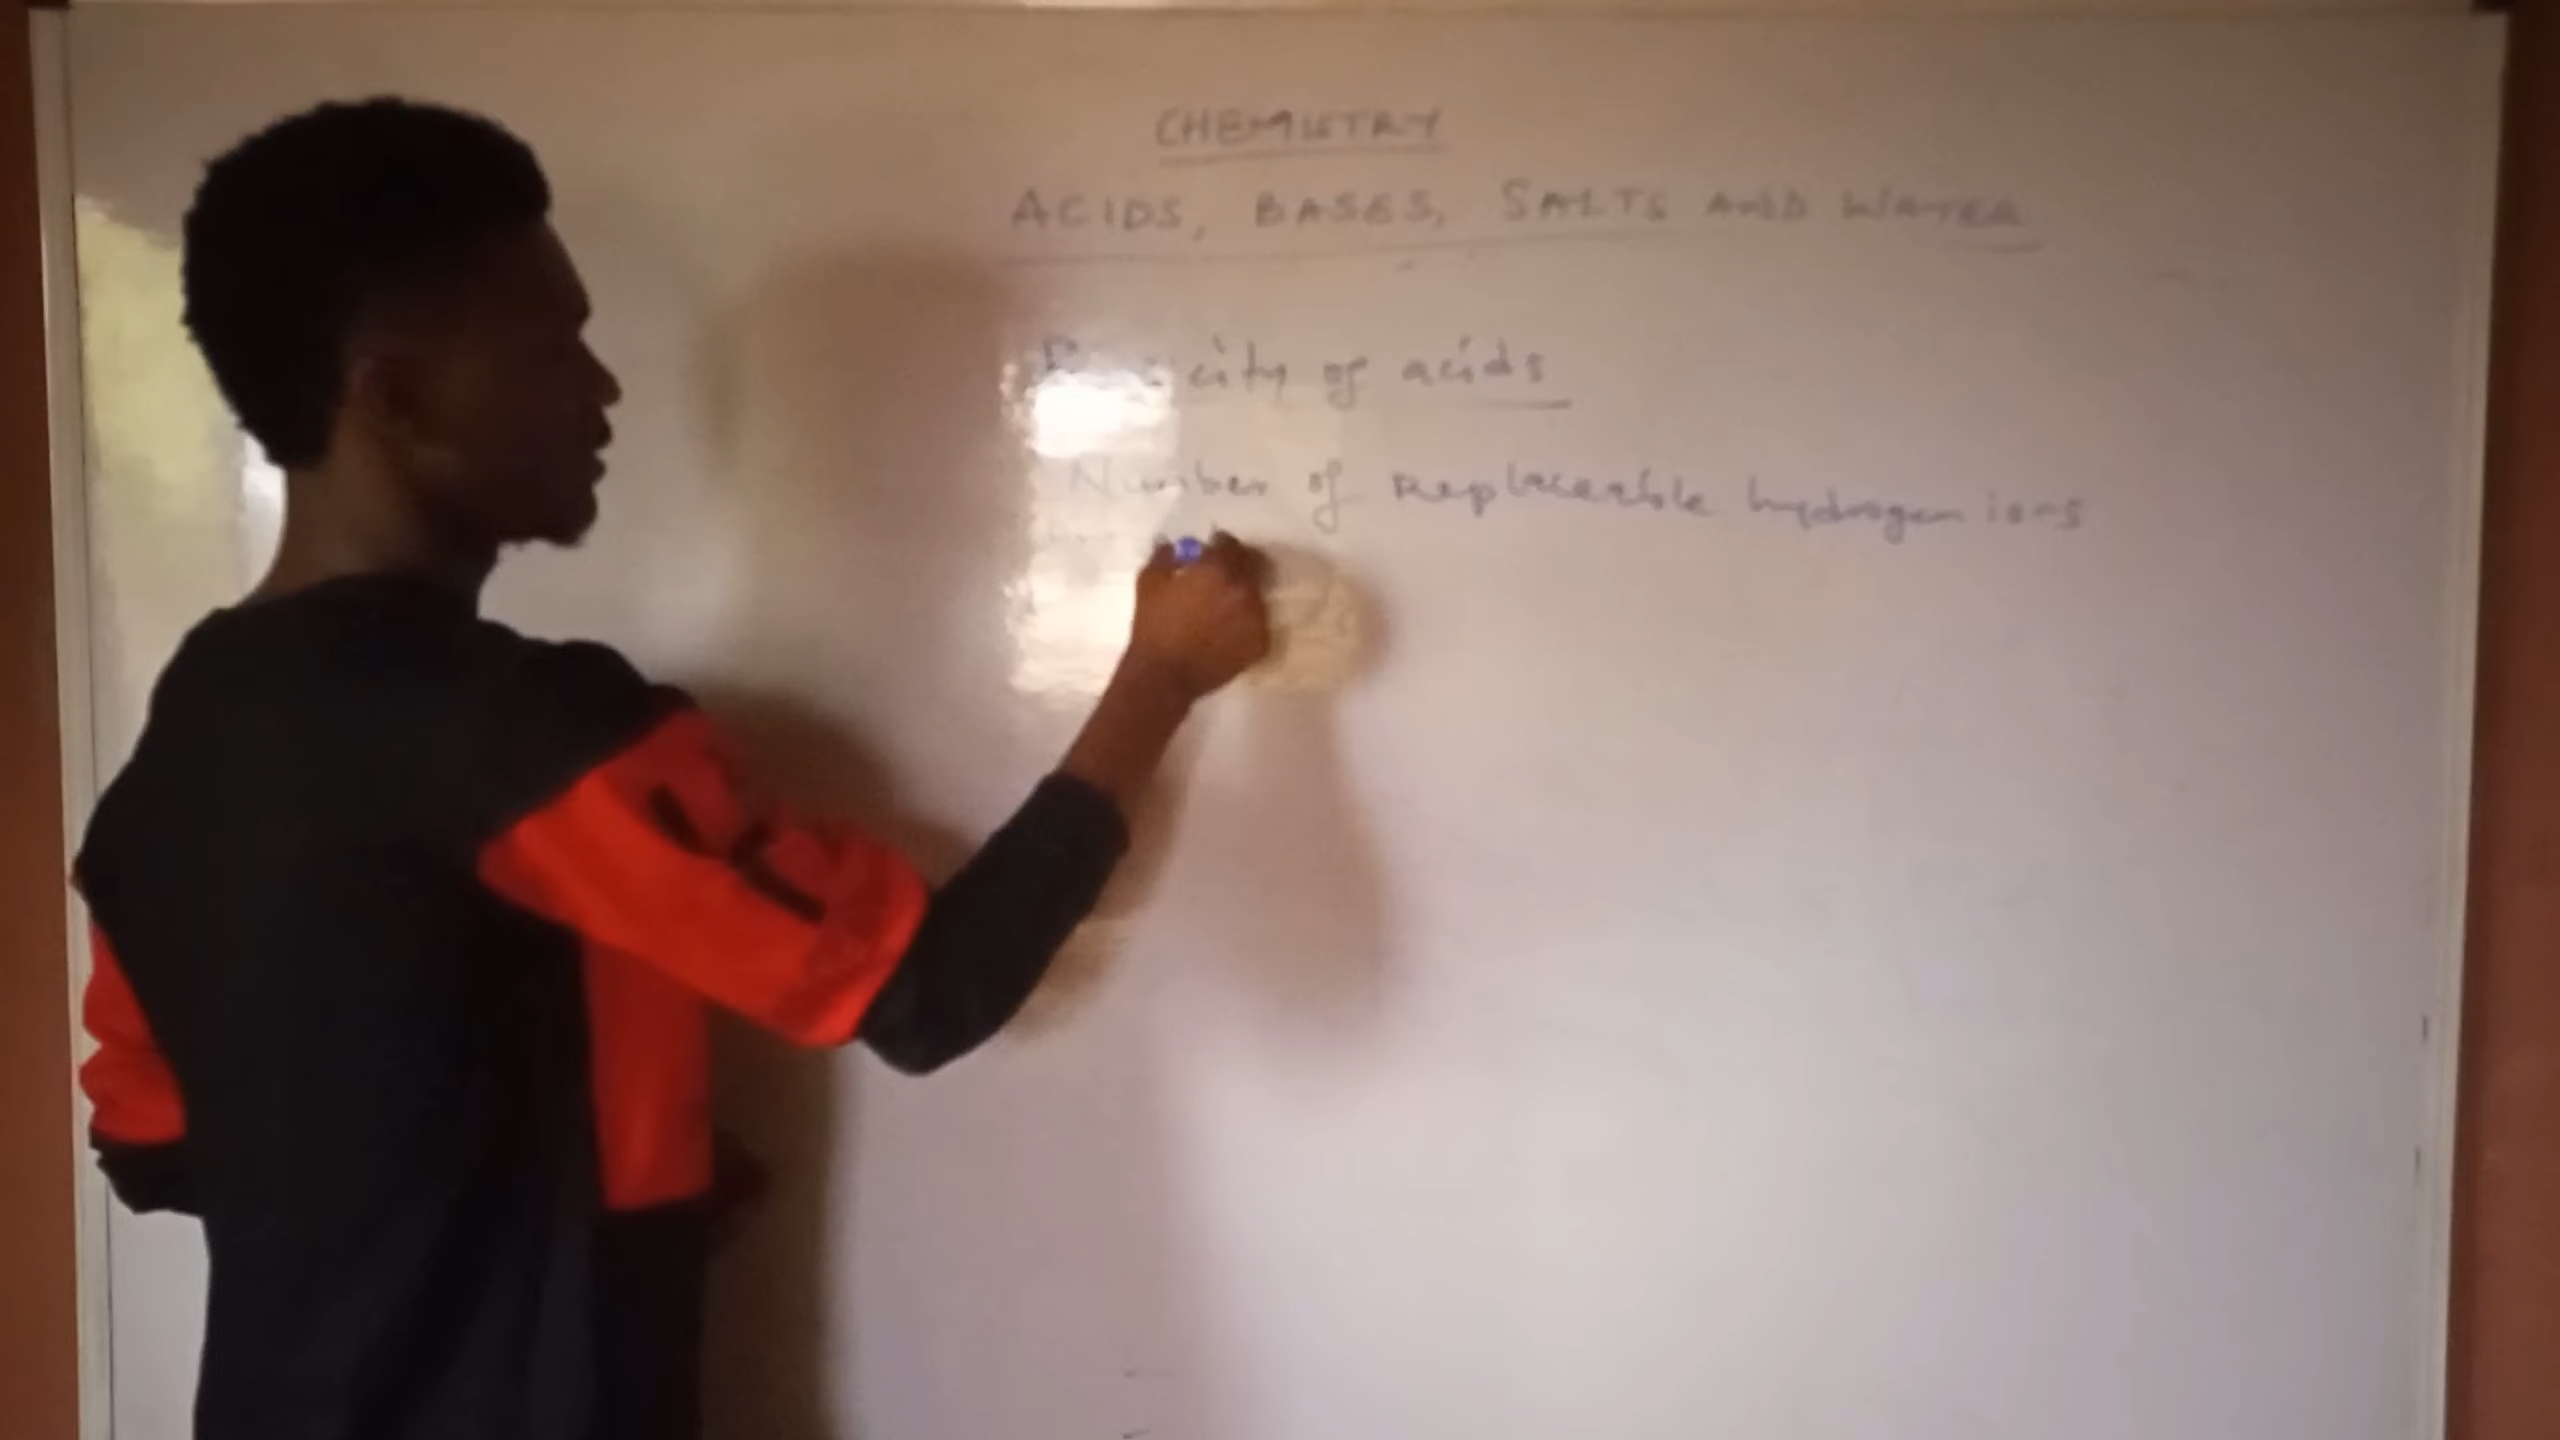 CHEMISTRY
ACIDS, BASES, SALTS AND WATER
Basicity of acids
Number of replaceable hydrogen ions